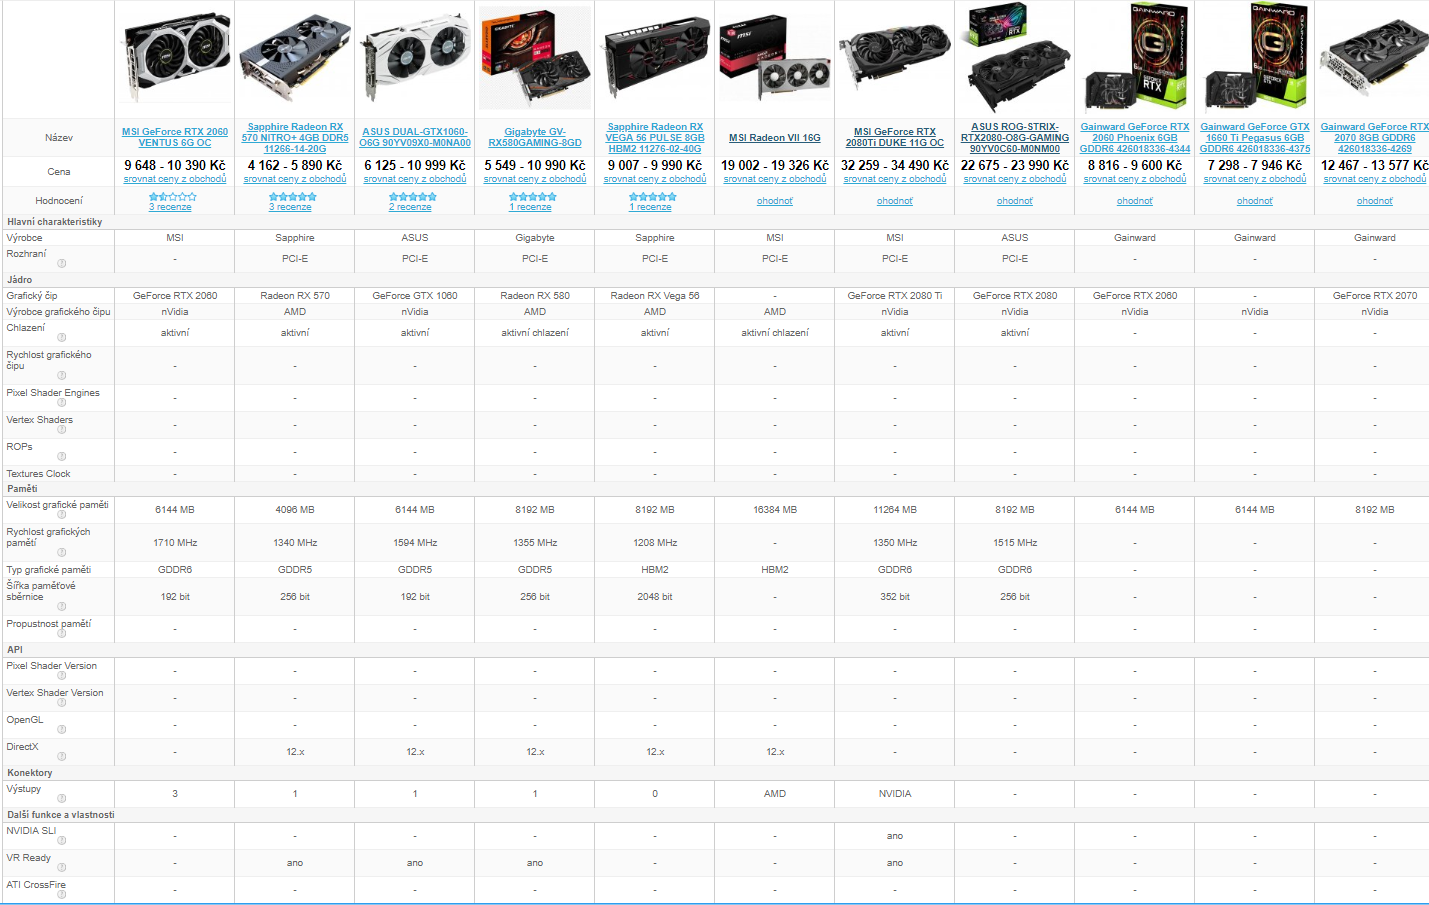 Název MSI GeForce RTX 2060 VENTUS 6G OC Sapphire Radeon RX 570 NITRO+ 4GB DDR5 11266-14-20G ASUS DUAL-GTX1060-O6G 90YV09X0-M0NA00 Gigabyte GV-RX580GAMING-8GD Sapphire Radeon RX VEGA 56 PULSE 8GB HBM2 11276-02-40G MSI Radeon VII 16G MSI GeForce RTX 2080Ti DUKE 11G OC ASUS ROG-STRIX-RTX2080-O8G-GAMING 90YV0C60-M0NM00 Gainward GeForce RTX 2060 Phoenix 6GB GDDR6 426018336-4344 Gainward GeForce GTX 1660 Ti Pegasus 6GB GDDR6 426018336-4375 Gainward GeForce RTX 2070 8GB GDDR6 426018336-4269
Cena 9 648 - 10 390 Kč 4 162 - 5 890 Kč 6 125 - 10 999 Kč 5 549 - 10 990 Kč 9 007 - 9 990 Kč 19 002 - 19 326 Kč 32 259 - 34 490 Kč 22 675 - 23 990 Kč 8 816 - 9 600 Kč 7 298 - 7 946 Kč 12 467 - 13 577 Kč
srovnat ceny z obchodů srovnat ceny z obchodů srovnat ceny z obchodů srovnat ceny z obchodů srovnat ceny z obchodů srovnat ceny z obchodů srovnat ceny z obchodů srovnat ceny z obchodů srovnat ceny z obchodů srovnat ceny z obchodů srovnat ceny z obchodů
Hodnocení 3 recenze 3 recenze 2 recenze 1 recenze 1 recenze ohodnoť ohodnoť ohodnoť ohodnoť ohodnoť ohodnoť
Hlavní charakteristiky
Výrobce MSI Sapphire ASUS Gigabyte Sapphire MSI MSI ASUS Gainward Gainward Gainward
Rozhraní - PCI-E PCI-E PCI-E PCI-E PCI-E PCI-E PCI-E - - -
Jádro
Grafický čip GeForce RTX 2060 Radeon RX 570 GeForce GTX 1060 Radeon RX 580 Radeon RX Vega 56 - GeForce RTX 2080 Ti GeForce RTX 2080 GeForce RTX 2060 - GeForce RTX 2070
Výrobce grafického čipu nVidia AMD nVidia AMD AMD AMD nVidia nVidia nVidia nVidia nVidia
Chlazení aktivní aktivní aktivní aktivní chlazení aktivní aktivní chlazení aktivní aktivní - - -
Rychlost grafického
čipu - - - - - - - - - - -
Pixel Shader Engines - - - - - - - - - - -
Vertex Shaders - - - - - - - - - - -
ROPs - - - - - - - - - - -
Textures Clock - - - - - - - - - - -
Paměti
Velikost grafické paměti 6144 MB 4096 MB 6144 MB 8192 MB 8192 MB 16384 MB 11264 MB 8192 MB 6144 MB 6144 MB 8192 MB
Rychlost grafických
pamětí 1710 MHz 1340 MHz 1594 MHz 1355 MHz 1208 MHz - 1350 MHz 1515 MHz - - -
Typ grafické paměti GDDR6 GDDR5 GDDR5 GDDR5 HBM2 HBM2 GDDR6 GDDR6 - - -
Šířka paměťové
sběrnice 192 bit 256 bit 192 bit 256 bit 2048 bit - 352 bit 256 bit - - -
Propustnost pamětí - - - - - - - - - - -
API
Pixel Shader Version - - - - - - - - - - -
Vertex Shader Version - - - - - - - - - - -
OpenGL - - - - - - - - - - -
DirectX - 12.x 12.x 12.x 12.x 12.x - - - - -
Konektory
Výstupy 3 1 1 1 0 AMD NVIDIA - - - -
Další funkce a vlastnosti
NVIDIA SLI - - - - - - ano - - - -
VR Ready - ano ano ano - - ano - - - -
ATI CrossFire - - - - - - - - - - -